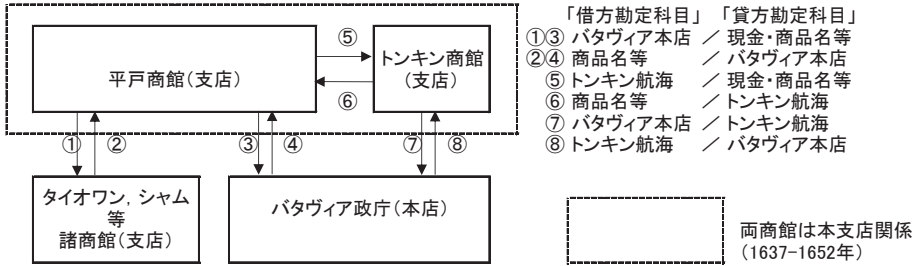 ⑤
平戸商館(支店)
トンキン商館
(支店)
⑥
①
②
③
④
⑦
⑧
タイオワン, シャム
等
諸商館(支店)
バタヴィア政庁(本店)
「借方勘定科目」 「貸方勘定科目」
①③ バタヴィア本店 / 現金・商品名等
②④ 商品名等 / バタヴィア本店
⑤ トンキン航海 / 現金・商品名等
⑥ 商品名等 / トンキン航海
⑦ バタヴィア本店 / トンキン航海
⑧ トンキン航海 / バタヴィア本店
両商館は本支店関係
(1637-1652年)